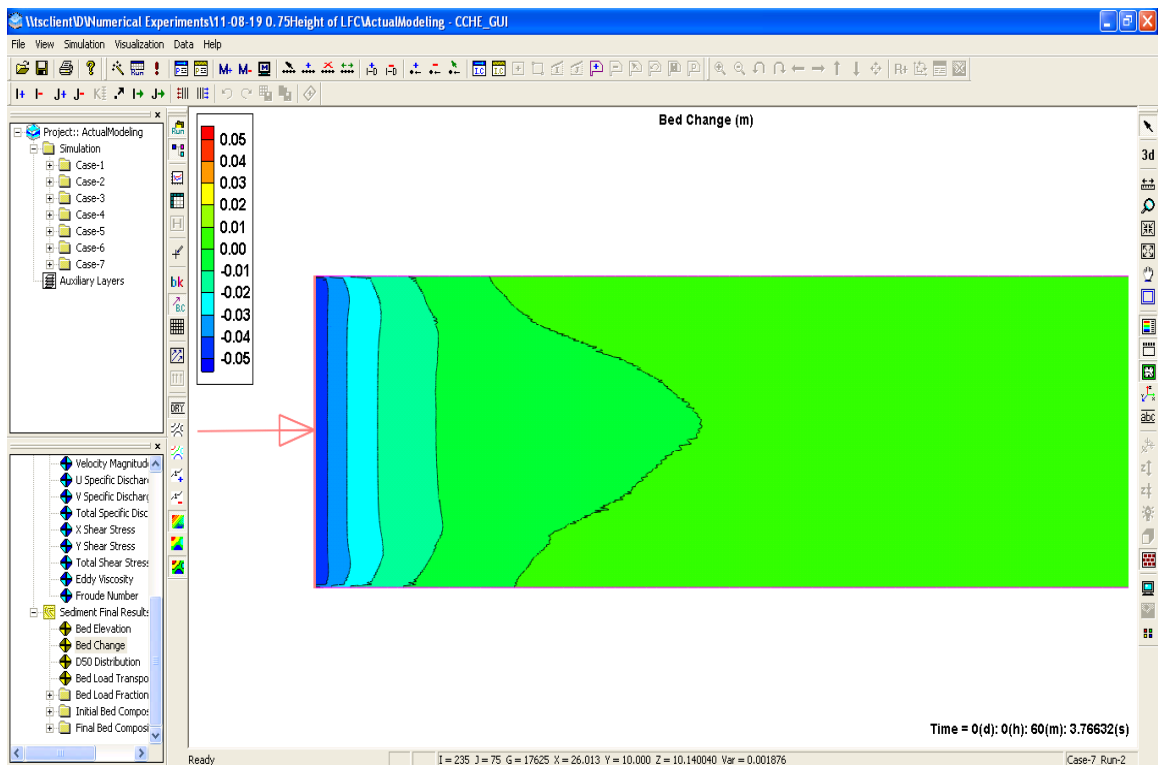 \\tsclient\D\Numerical Experiments\11-08-19 0.75Height of LFC\ActualModeling - CCHE_GUI
File View Simulation Visualization Data Help
M+ M-
I-D I-D
I.C I.C
R+
I+ I- J+ J- K I+ J+
Project:: ActualModeling
Simulation
Case-1
Case-2
Case-3
Case-4
Case-5
Case-6
Case-7
Auxiliary Layers
Run
H
bk
B.C
DRY
Bed Change (m)
0.05
0.04
0.03
0.02
0.01
0.00
-0.01
-0.02
-0.03
-0.04
-0.05
3d
abc
Velocity Magnitud
U Specific Dischar
V Specific Discharg
Total Specific Disc
X Shear Stress
Y Shear Stress
Total Shear Stress
Eddy Viscosity
Froude Number
Sediment Final Results
Bed Elevation
Bed Change
D50 Distribution
Bed Load Transpo
Bed Load Fraction
Initial Bed Compos
Final Bed Composi
Time = 0(d): 0(h): 60(m): 3.76632(s)
Ready
I = 235 J = 75 G = 17625 X = 26.013 Y = 10.000 Z = 10.140040 Var = 0.001876
Case-7 Run-2